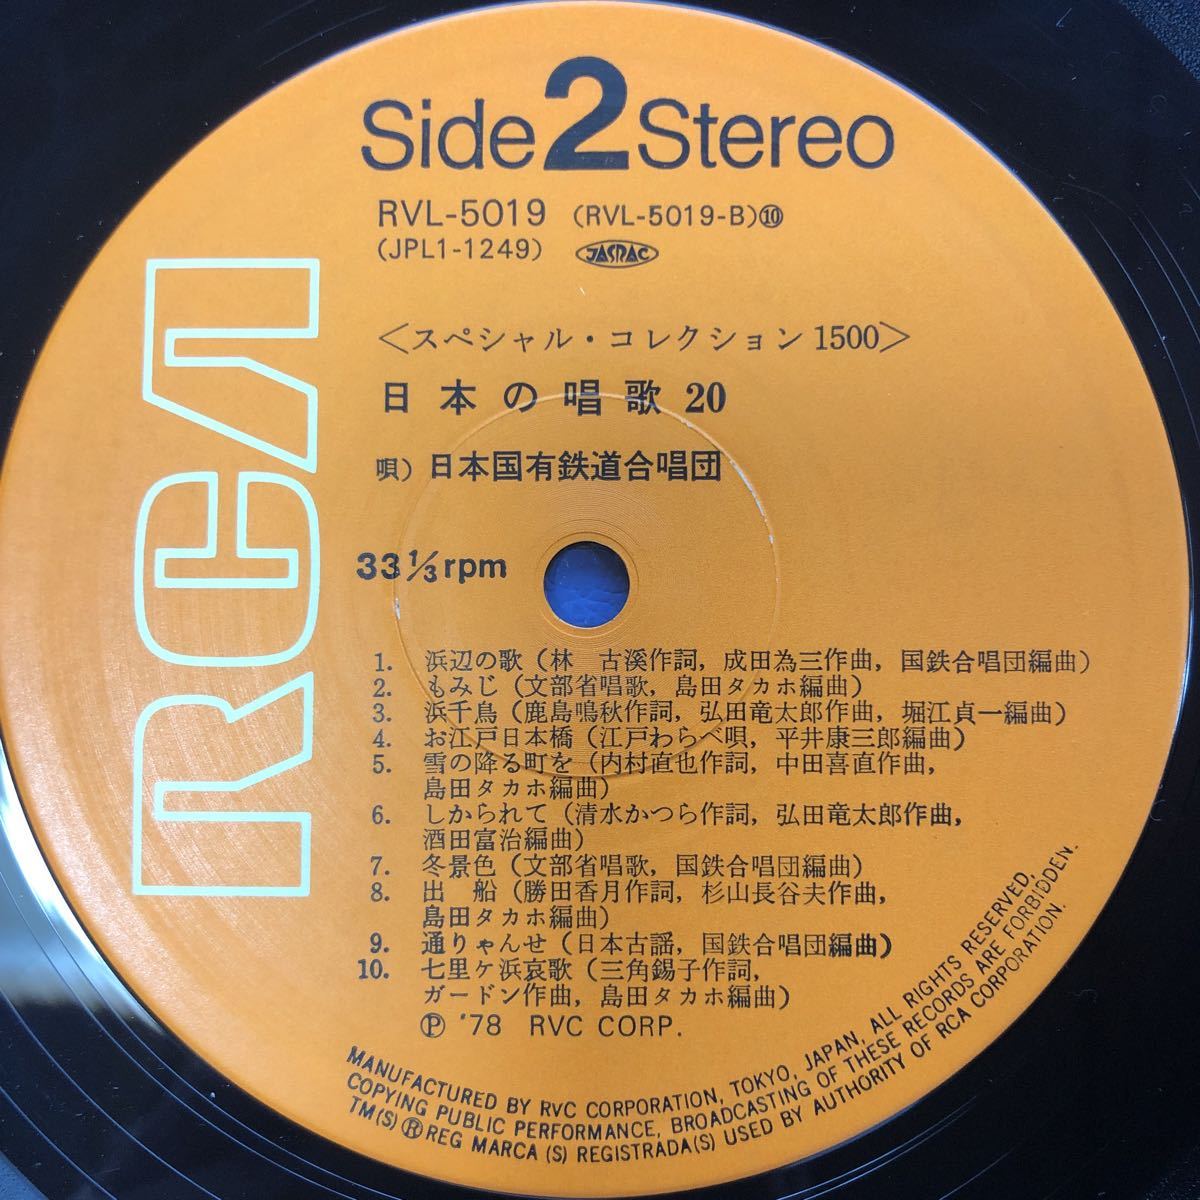 Side 2 Stereo
RVL-5019 (RVL-5019-B)⑩
(JPL1-1249) JASRAC
<スペシャル・コレクション1500>
日本の唱歌 20
唄）日本国有鉄道合唱団
33⅓rpm
1. 浜辺の歌（林　古溪作詞，成田為三作曲，国鉄合唱団編曲）
2. もみじ（文部省唱歌，島田タカホ編曲）
3. 浜千鳥（鹿島鳴秋作詞，弘田竜太郎作曲，堀江貞一編曲）
4. お江戸日本橋（江戸わらべ唄，平井康三郎編曲）
5. 雪の降る町を（内村直也作詞，中田喜直作曲，
島田タカホ編曲）
6. しかられて（清水かつら作詞，弘田竜太郎作曲，
酒田富治編曲）
7. 冬景色（文部省唱歌，国鉄合唱団編曲）
8. 出　船（勝田香月作詞，杉山長谷夫作曲，
島田タカホ編曲）
9. 通りゃんせ（日本古謡，国鉄合唱団編曲）
10. 七里ケ浜哀歌（三角錫子作詞，
ガードン作曲，島田タカホ編曲）
Ⓟ '78 RVC CORP.
MANUFACTURED BY RVC CORPORATION, TOKYO, JAPAN, ALL RIGHTS RESERVED,
COPYING PUBLIC PERFORMANCE, BROADCASTING OF THESE RECORDS ARE FORBIDDEN.
TM(S) ® REG MARCA (S) REGISTRADA(S) USED BY AUTHORITY OF RCA CORPORATION.
RCA